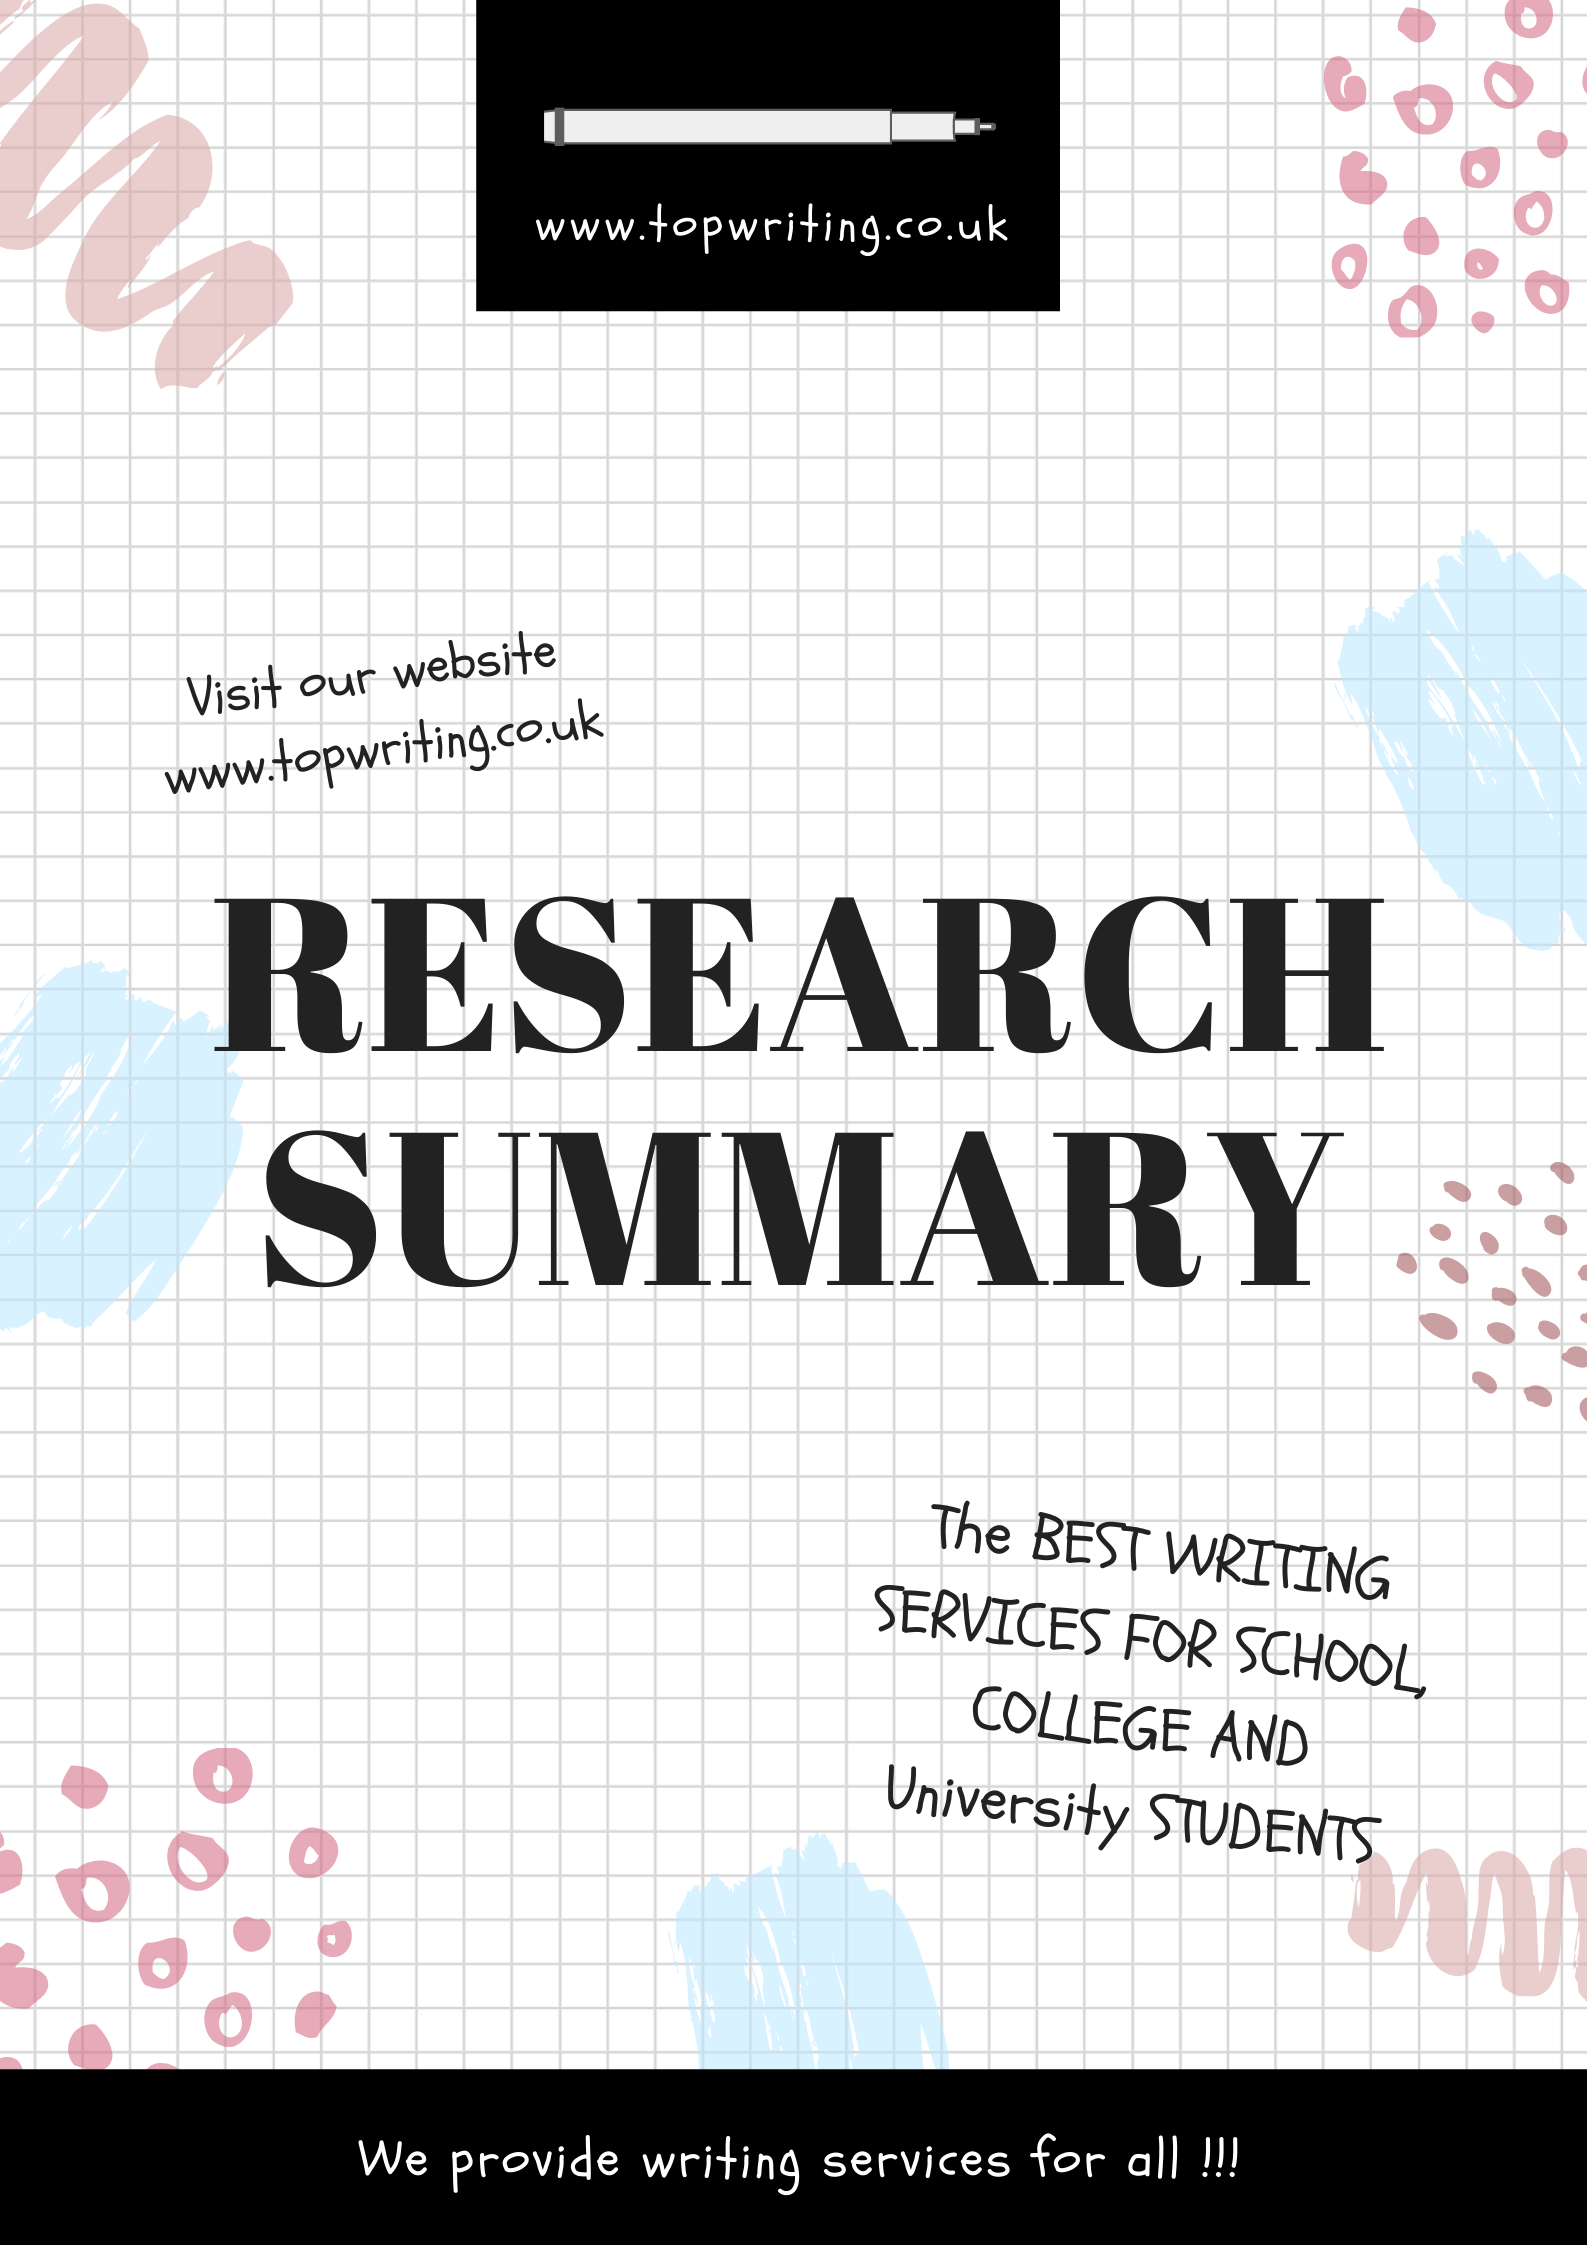 www.topwriting.co.uk
Visit our website
www.topwriting.co.uk
RESEARCH
SUMMARY
The BEST WRITING
SERVICES FOR SCHOOL,
COLLEGE AND
University STUDENTS
We provide writing services for all !!!